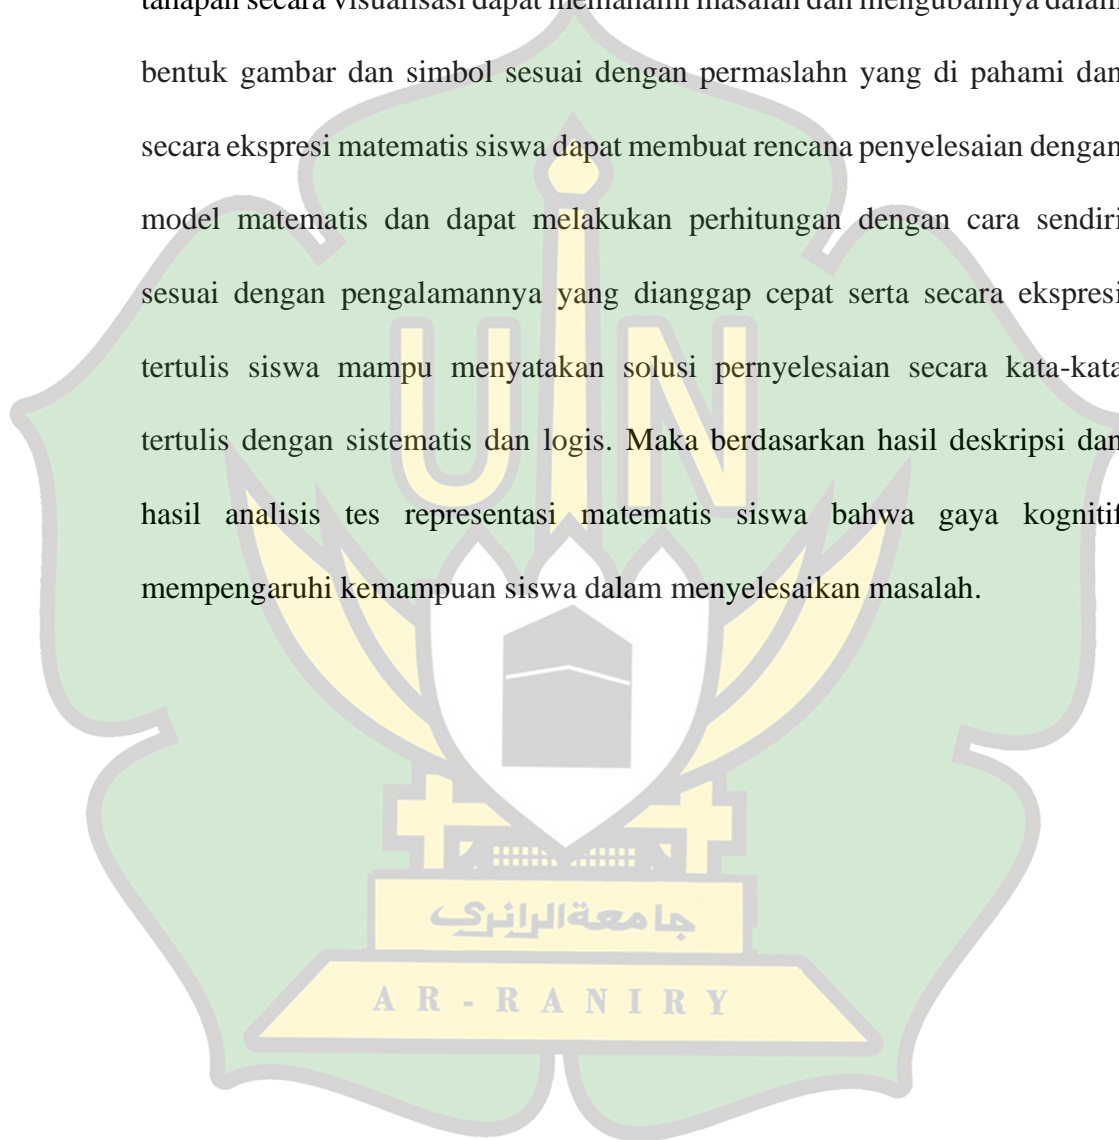 tahapan secara visualisasi dapat memahami masalah dan mengubahnya dalam
bentuk gambar dan simbol sesuai dengan permaslahn yang di pahami dan
secara ekspresi matematis siswa dapat membuat rencana penyelesaian dengan
model matematis dan dapat melakukan perhitungan dengan cara sendiri
sesuai dengan pengalamannya yang dianggap cepat serta secara ekspresi
tertulis siswa mampu menyatakan solusi pernyelesaian secara kata-kata
tertulis dengan sistematis dan logis. Maka berdasarkan hasil deskripsi dan
hasil analisis tes representasi matematis siswa bahwa gaya kognitif
mempengaruhi kemampuan siswa dalam menyelesaikan masalah.
UIN
جامعةالرانري
AR-RANIRY